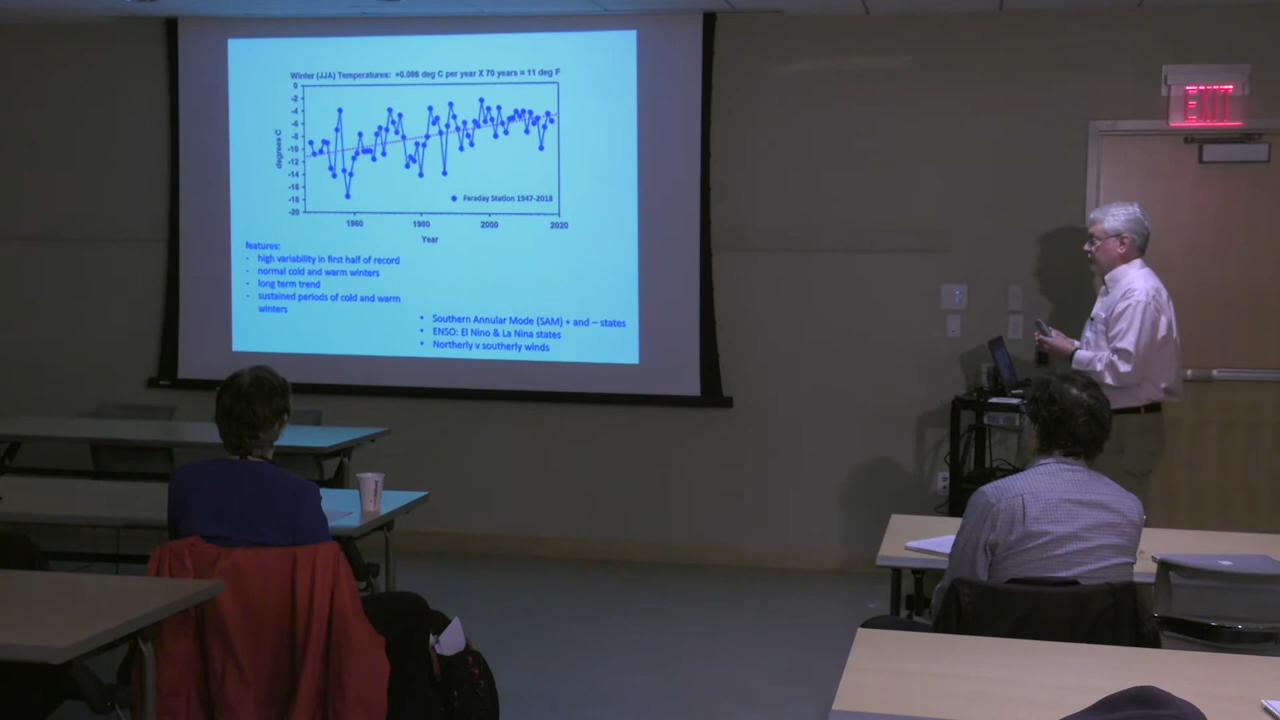 Winter (JJA) Temperatures: +0.086 deg C per year X 70 years = 11 deg F
0
-2
-4
-6
-8
-10
-12
-14
-16
-18
-20
degrees C
Faraday Station 1947-2018
1960
1980
2000
2020
Year
features:
- high variability in first half of record
- normal cold and warm winters
- long term trend
- sustained periods of cold and warm
winters
• Southern Annular Mode (SAM) + and – states
• ENSO: El Nino & La Nina states
• Northerly v southerly winds
EXIT